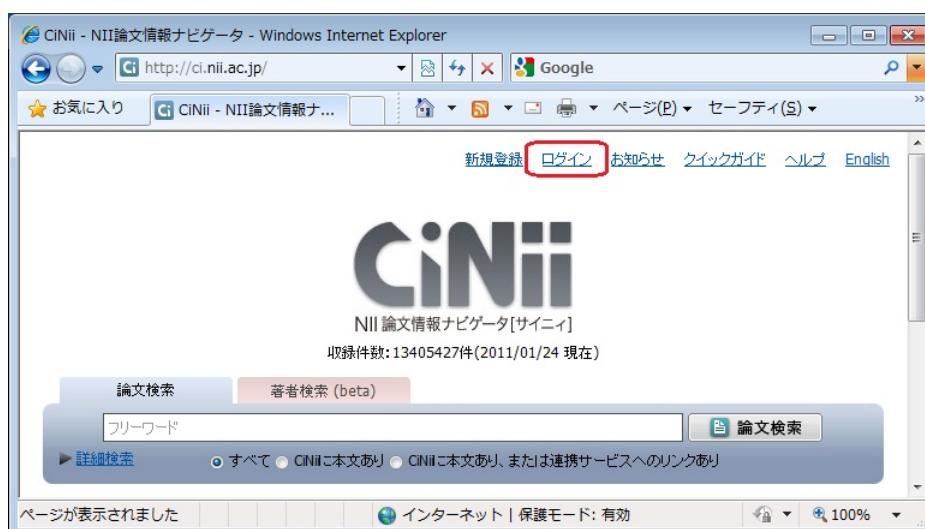 CiNii - NII論文情報ナビゲータ - Windows Internet Explorer
http://ci.nii.ac.jp/
Google
お気に入り
CiNii - NII論文情報ナ...
ページ(P)
セーフティ(S)
新規登録 ログイン お知らせ クイックガイド ヘルプ English
CiNii
NII論文情報ナビゲータ[サイニィ]
収録件数:13405427件(2011/01/24 現在)
論文検索 著者検索 (beta)
フリーワード 論文検索
詳細検索 すべて CiNiiに本文あり CiNiiに本文あり、または連携サービスへのリンクあり
ページが表示されました インターネット | 保護モード: 有効 100%